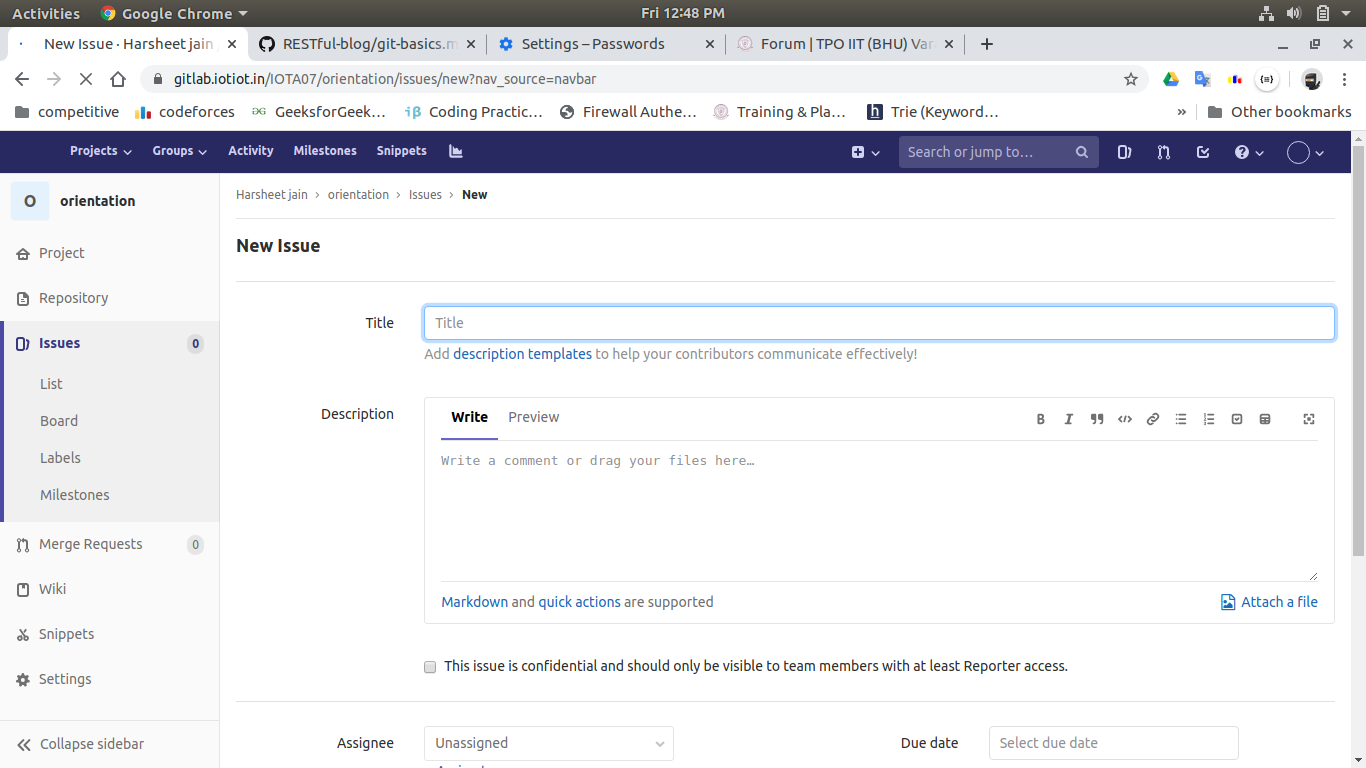 Activities Google Chrome Fri 12:48 PM
New Issue · Harsheet jain RESTful-blog/git-basics.m Settings – Passwords Forum | TPO IIT (BHU) Var
gitlab.iotiot.in/IOTA07/orientation/issues/new?nav_source=navbar
competitive codeforces GeeksforGeek… Coding Practic… Firewall Authe… Training & Pla… Trie (Keyword… » Other bookmarks
Projects Groups Activity Milestones Snippets Search or jump to…
O orientation
Harsheet jain › orientation › Issues › New
New Issue
Project
Repository
Issues 0
List
Board
Labels
Milestones
Merge Requests 0
Wiki
Snippets
Settings
Collapse sidebar
Title Title
Add description templates to help your contributors communicate effectively!
Description Write Preview
Write a comment or drag your files here…
Markdown and quick actions are supported Attach a file
This issue is confidential and should only be visible to team members with at least Reporter access.
Assignee Unassigned Due date Select due date